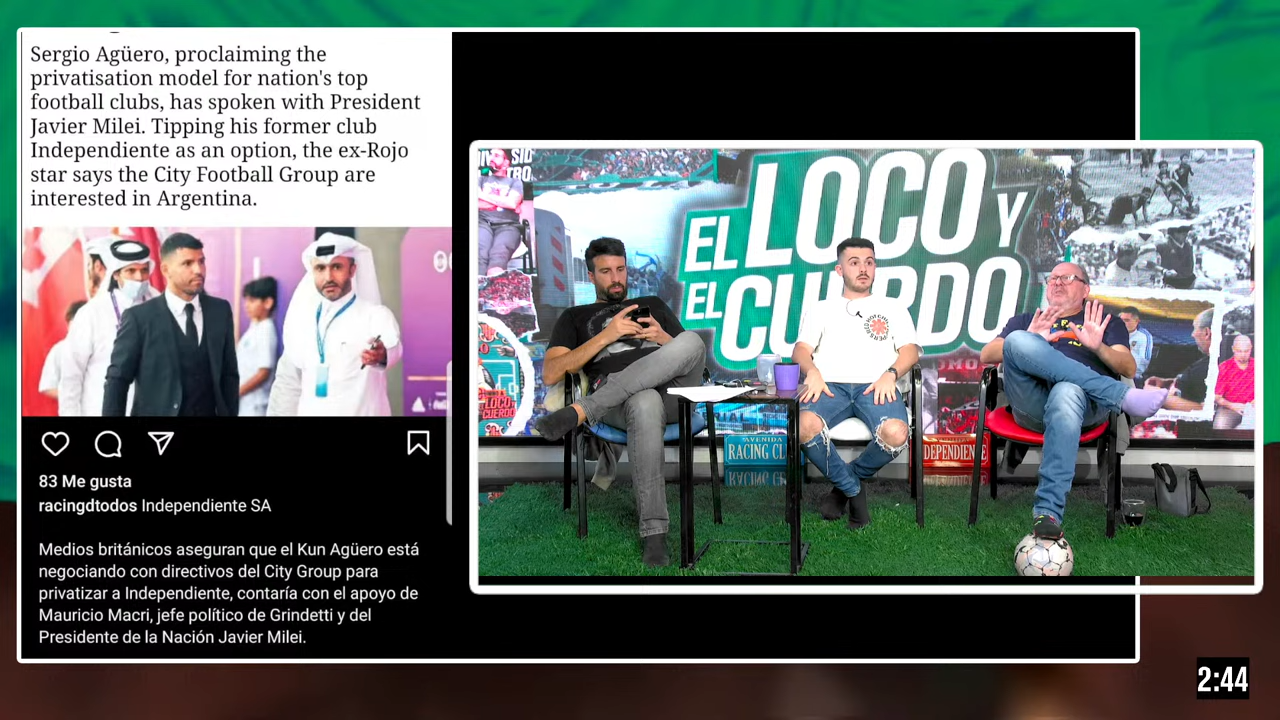 Sergio Agüero, proclaiming the
privatisation model for nation's top
football clubs, has spoken with President
Javier Milei. Tipping his former club
Independiente as an option, the ex-Rojo
star says the City Football Group are
interested in Argentina.
83 Me gusta
racingdtodos Independiente SA
Medios británicos aseguran que el Kun Agüero está
negociando con directivos del City Group para
privatizar a Independiente, contaría con el apoyo de
Mauricio Macri, jefe político de Grindetti y del
Presidente de la Nación Javier Milei.
EL LOCO Y
EL CUERDO
AVENIDA
RACING CL
DEPENDIENTE
LOCO
CUERDO
2:44